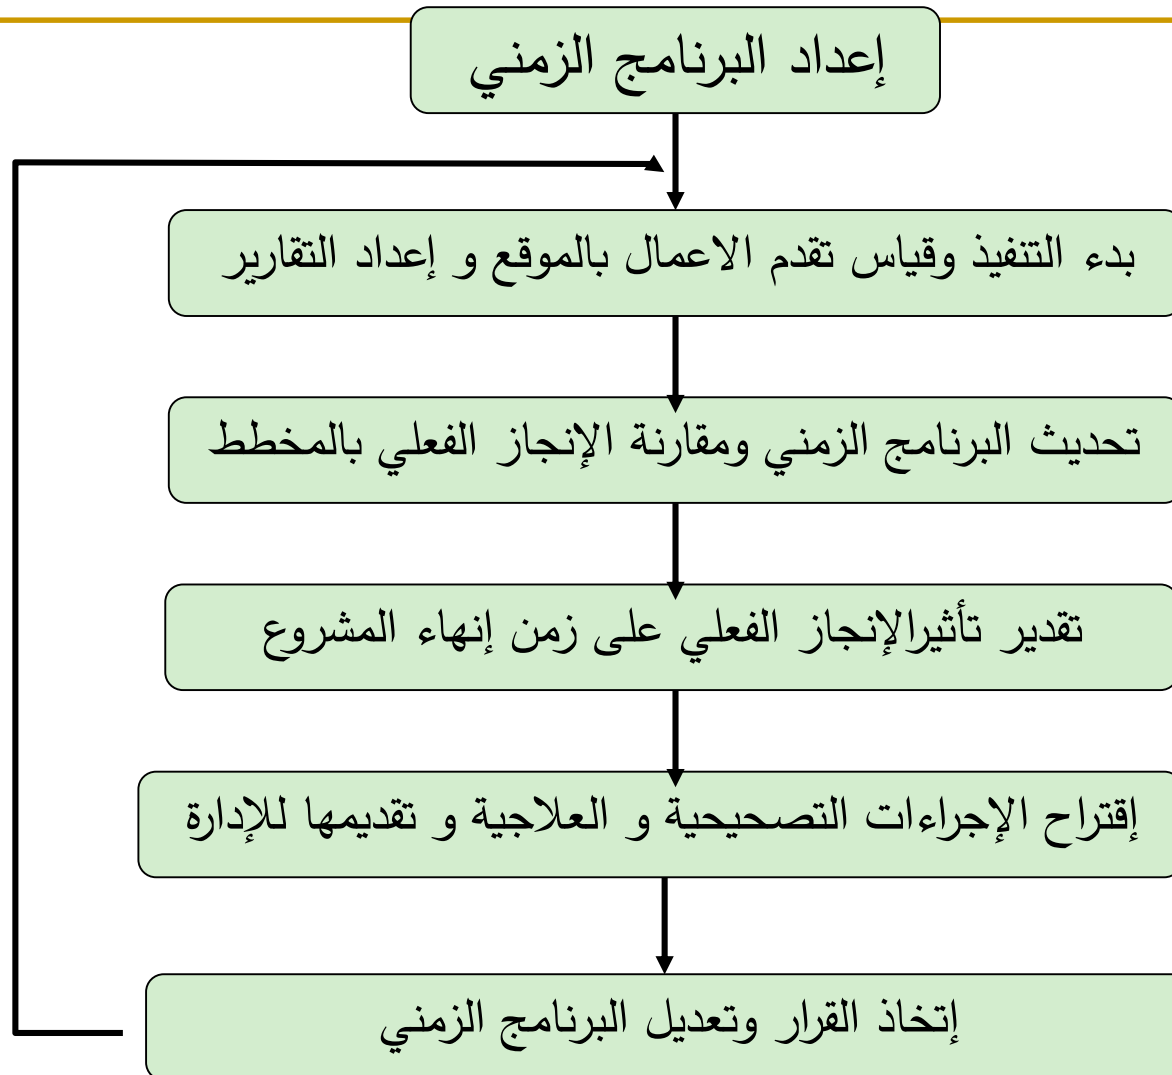 إعداد البرنامج الزمني
بدء التنفيذ وقياس تقدم الاعمال بالموقع و إعداد التقارير
تحديث البرنامج الزمني ومقارنة الإنجاز الفعلي بالمخطط
تقدير تأثيرالإنجاز الفعلي على زمن إنهاء المشروع
إقتراح الإجراءات التصحيحية و العلاجية و تقديمها للإدارة
إتخاذ القرار وتعديل البرنامج الزمني